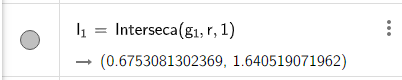 I₁ = Interseca(g₁, r, 1)
→ (0.6753081302369, 1.640519071962)